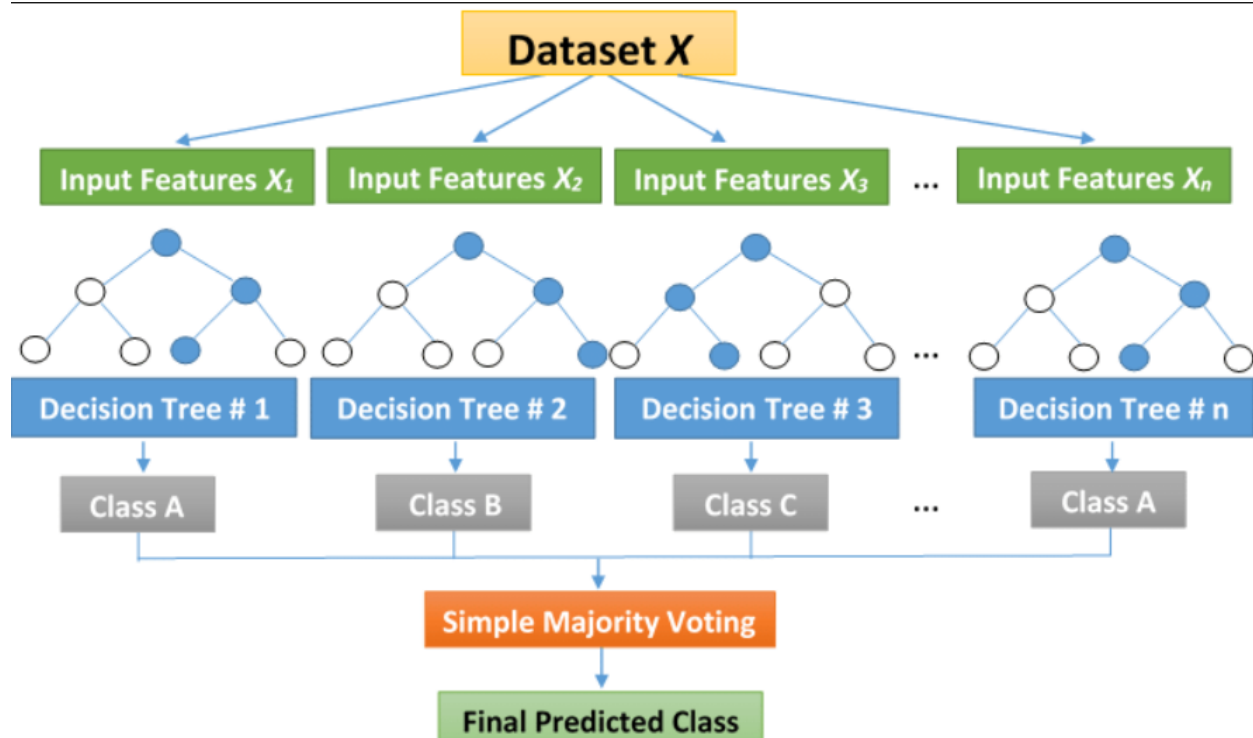 Dataset X
Input Features X₁ Input Features X₂ Input Features X₃ ... Input Features Xₙ
...
Decision Tree # 1 Decision Tree # 2 Decision Tree # 3 Decision Tree # n
Class A Class B Class C ... Class A
Simple Majority Voting
Final Predicted Class